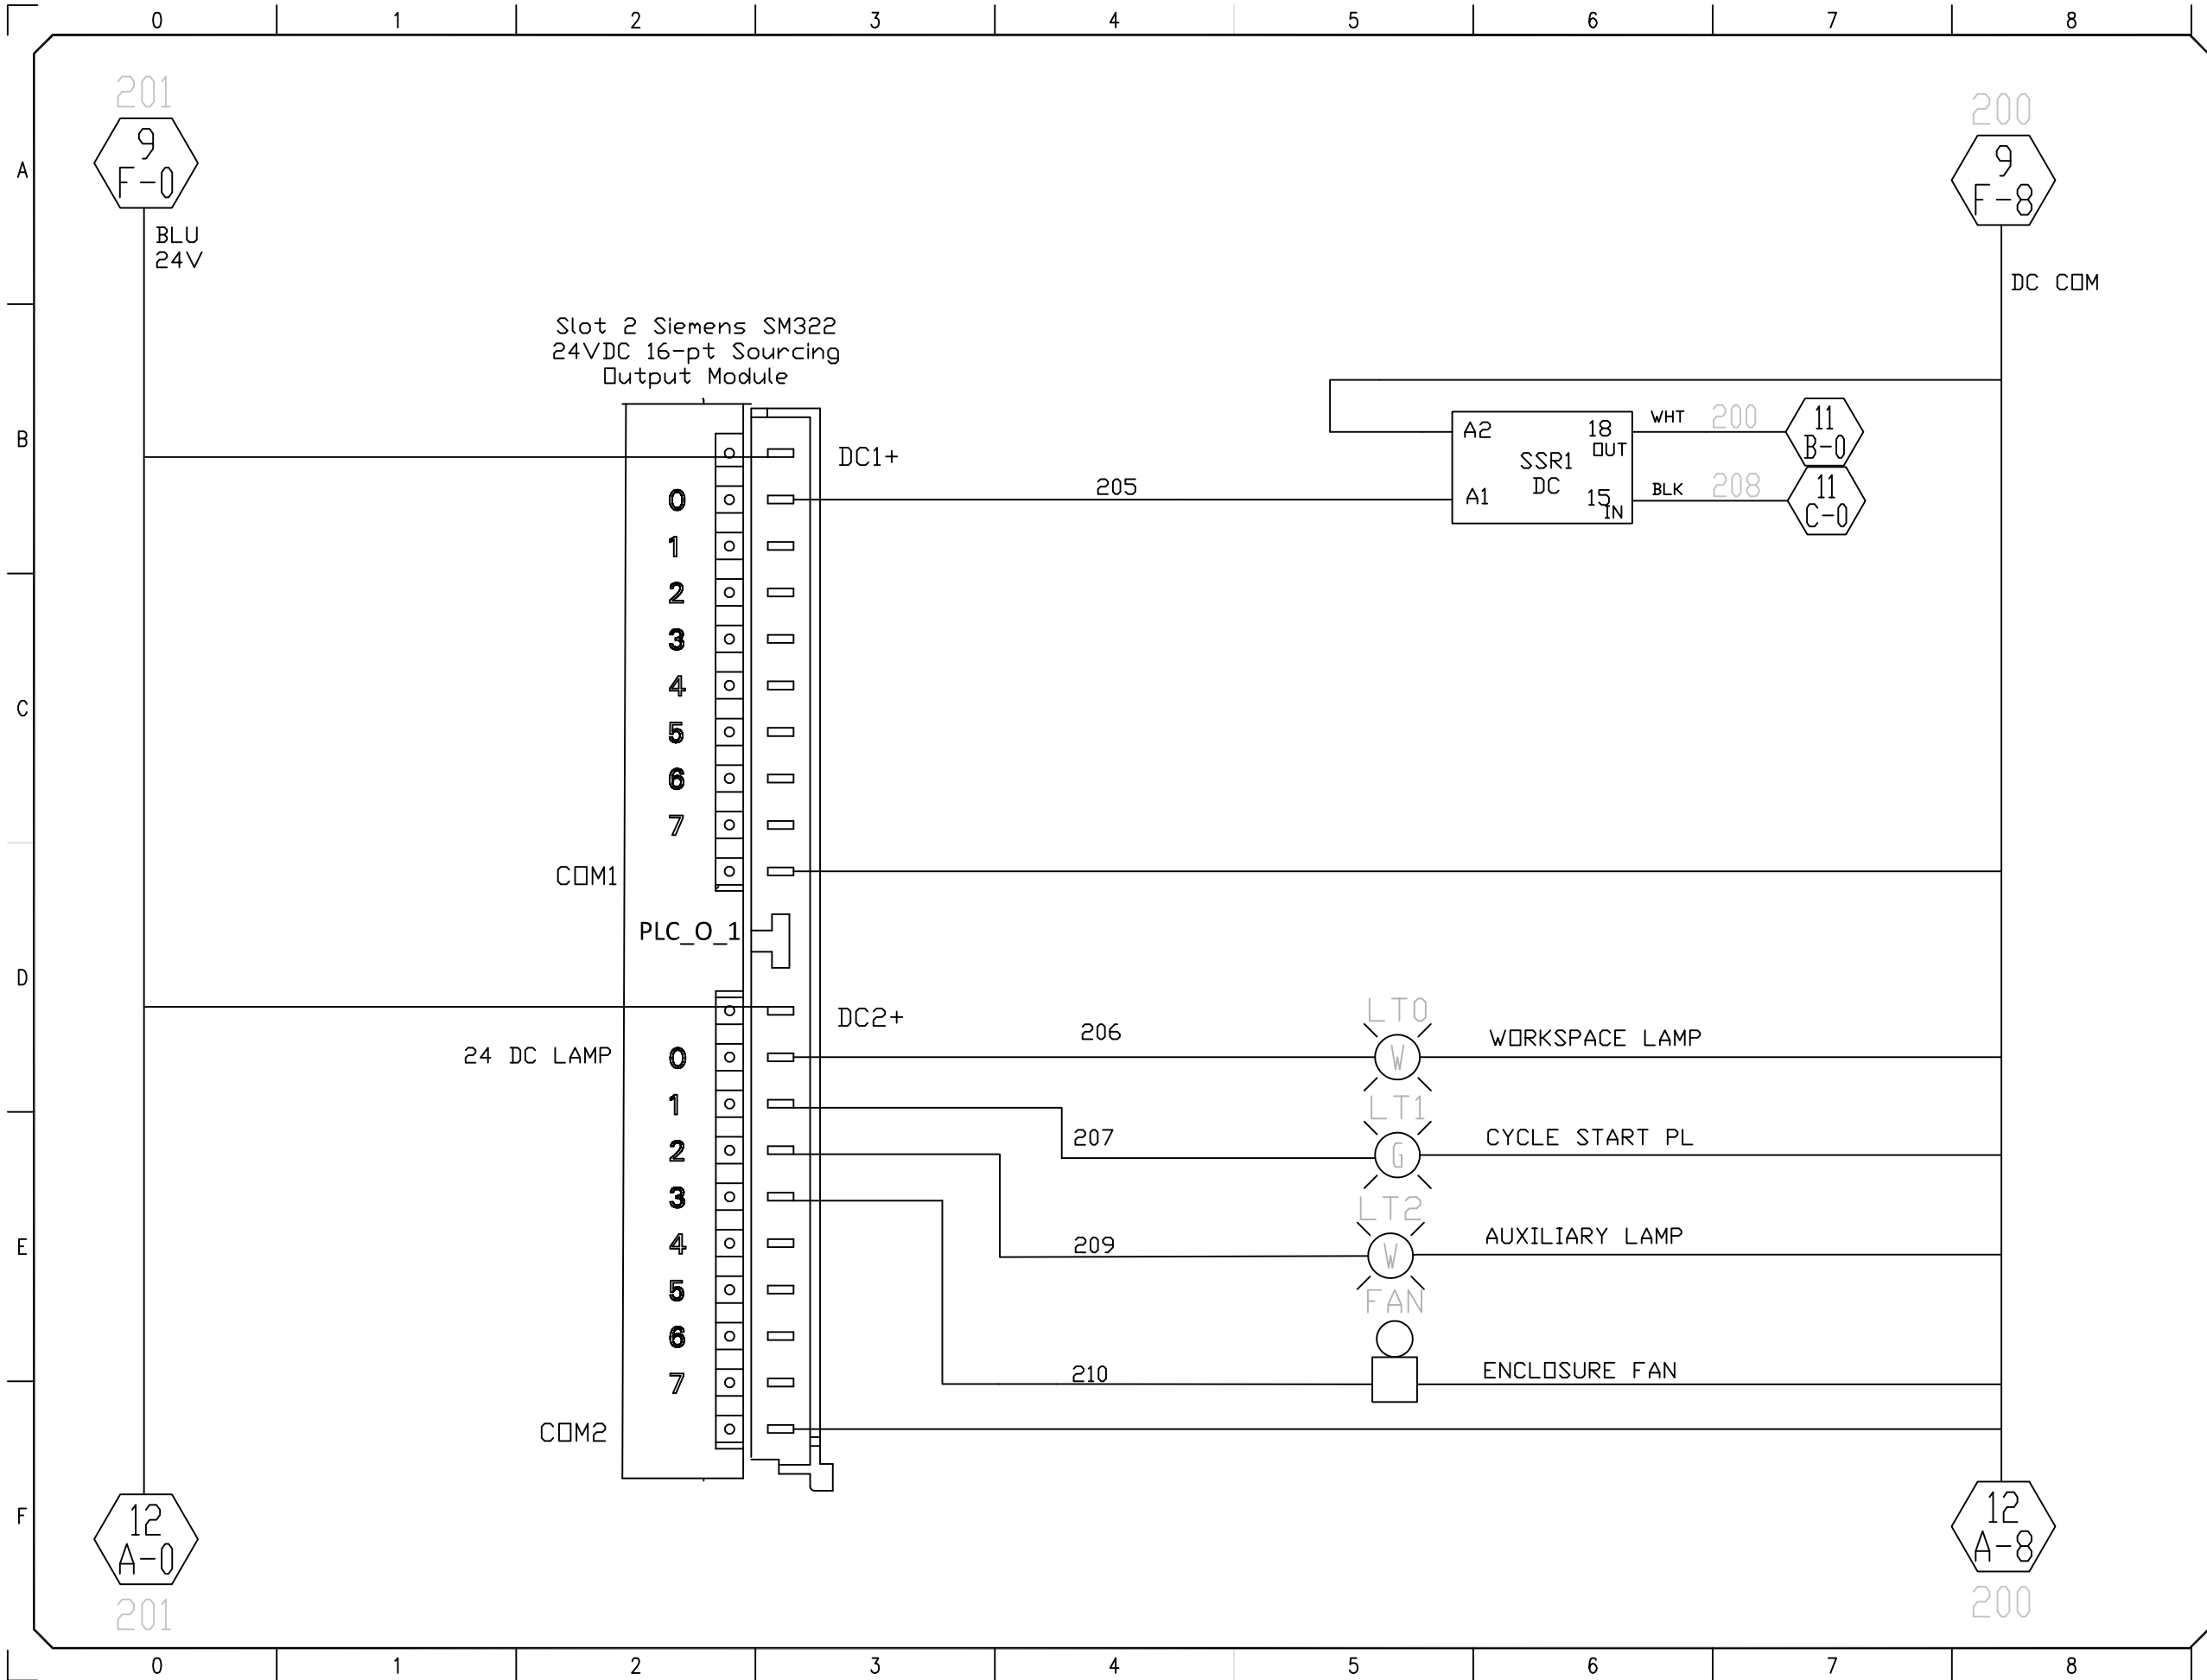 0 1 2 3 4 5 6 7 8
201
200
9
F-0
9
F-8
A
BLU
24V
DC COM
Slot 2 Siemens SM322
24VDC 16-pt Sourcing
Output Module
B
DC1+
A2
18
OUT
WHT
200
11
B-0
SSR1
DC
0
205
A1
15
IN
BLK
208
11
C-0
1
2
3
4
C
5
6
7
COM1
PLC_O_1
D
DC2+
LT0
206
WORKSPACE LAMP
24 DC LAMP
0
W
1
LT1
207
CYCLE START PL
2
G
3
LT2
4
E
209
AUXILIARY LAMP
W
5
FAN
6
7
210
ENCLOSURE FAN
COM2
F
12
A-0
12
A-8
201
200
0 1 2 3 4 5 6 7 8